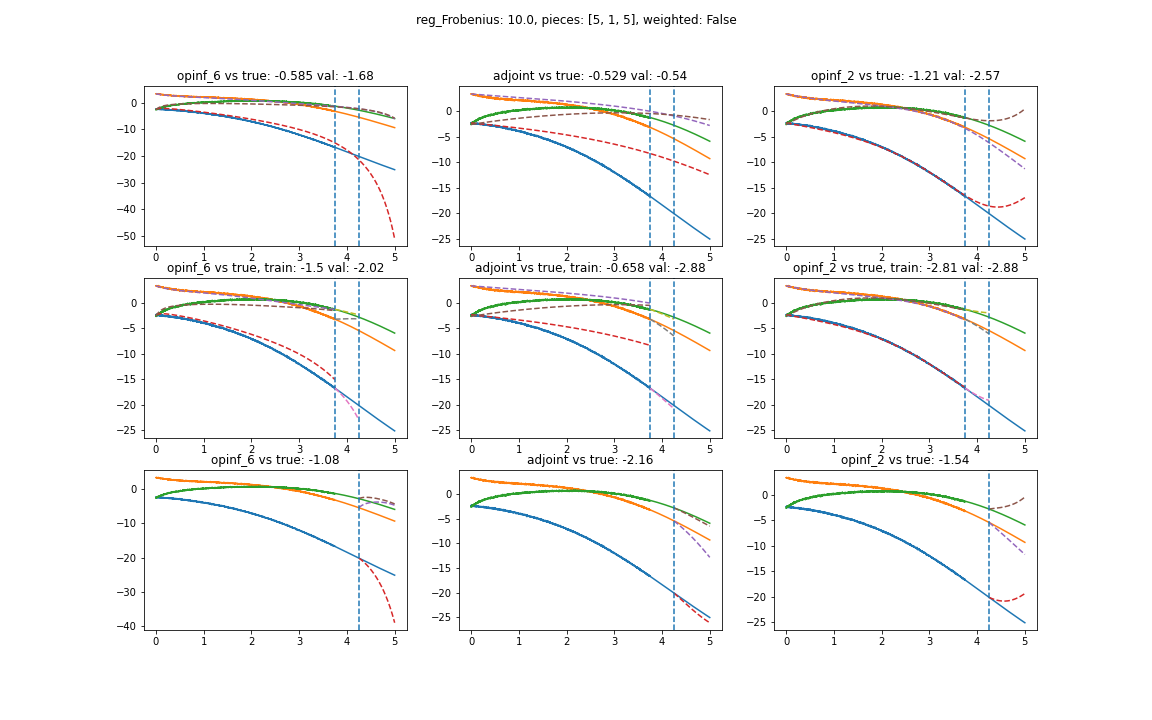 reg_Frobenius: 10.0, pieces: [5, 1, 5], weighted: False
opinf_6 vs true: -0.585 val: -1.68
adjoint vs true: -0.529 val: -0.54
opinf_2 vs true: -1.21 val: -2.57
0
−10
−20
−30
−40
−50
0 1 2 3 4 5
0
−5
−10
−15
−20
−25
0 1 2 3 4 5
0
−5
−10
−15
−20
−25
0 1 2 3 4 5
opinf_6 vs true, train: -1.5 val: -2.02
adjoint vs true, train: -0.658 val: -2.88
opinf_2 vs true, train: -2.81 val: -2.88
0
−5
−10
−15
−20
−25
0 1 2 3 4 5
0
−5
−10
−15
−20
−25
0 1 2 3 4 5
0
−5
−10
−15
−20
−25
0 1 2 3 4 5
opinf_6 vs true: -1.08
adjoint vs true: -2.16
opinf_2 vs true: -1.54
0
−10
−20
−30
−40
0 1 2 3 4 5
0
−5
−10
−15
−20
−25
0 1 2 3 4 5
0
−5
−10
−15
−20
−25
0 1 2 3 4 5